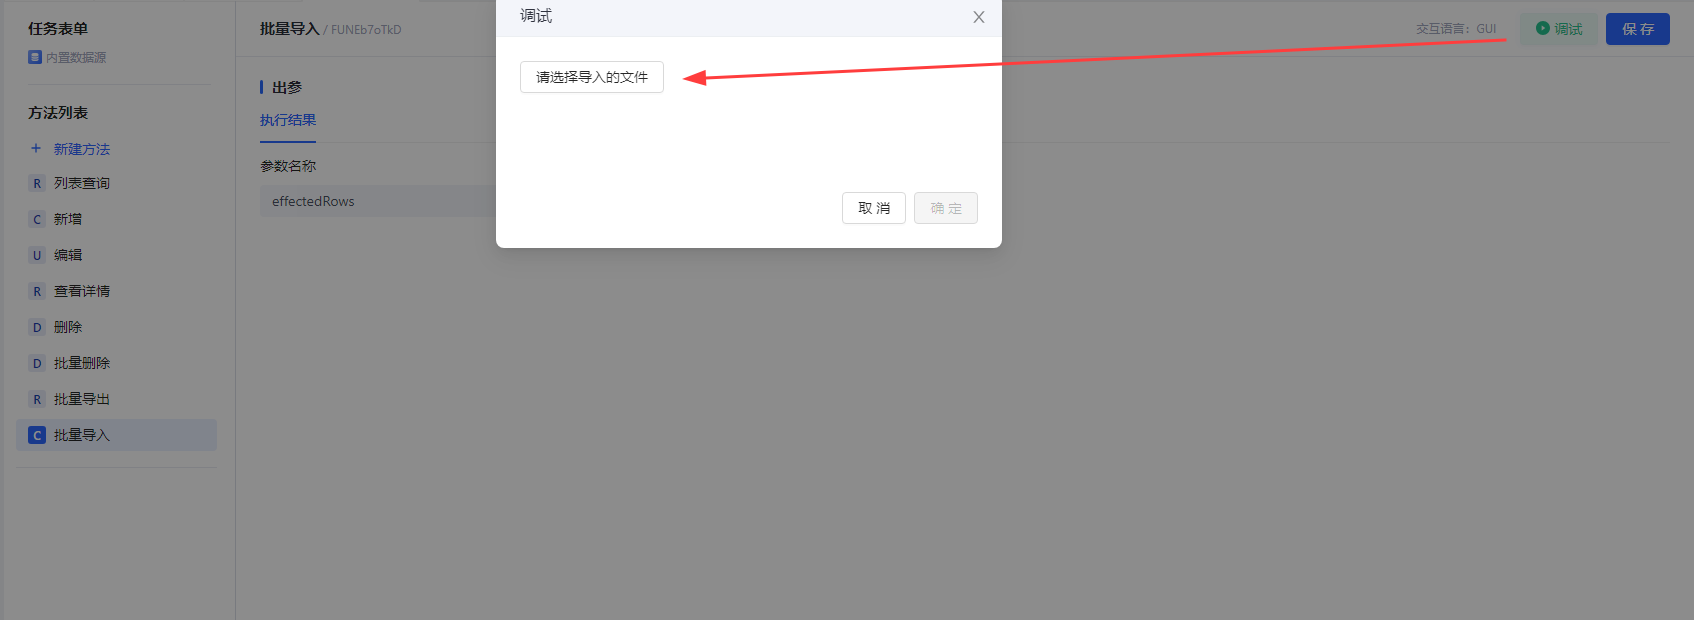 任务表单
内置数据源
方法列表
+ 新建方法
R 列表查询
C 新增
U 编辑
R 查看详情
D 删除
D 批量删除
R 批量导出
C 批量导入
批量导入 / FUNEb7oTkD
交互语言：GUI
调试
保 存
出参
执行结果
参数名称
effectedRows
调试
请选择导入的文件
取 消
确 定